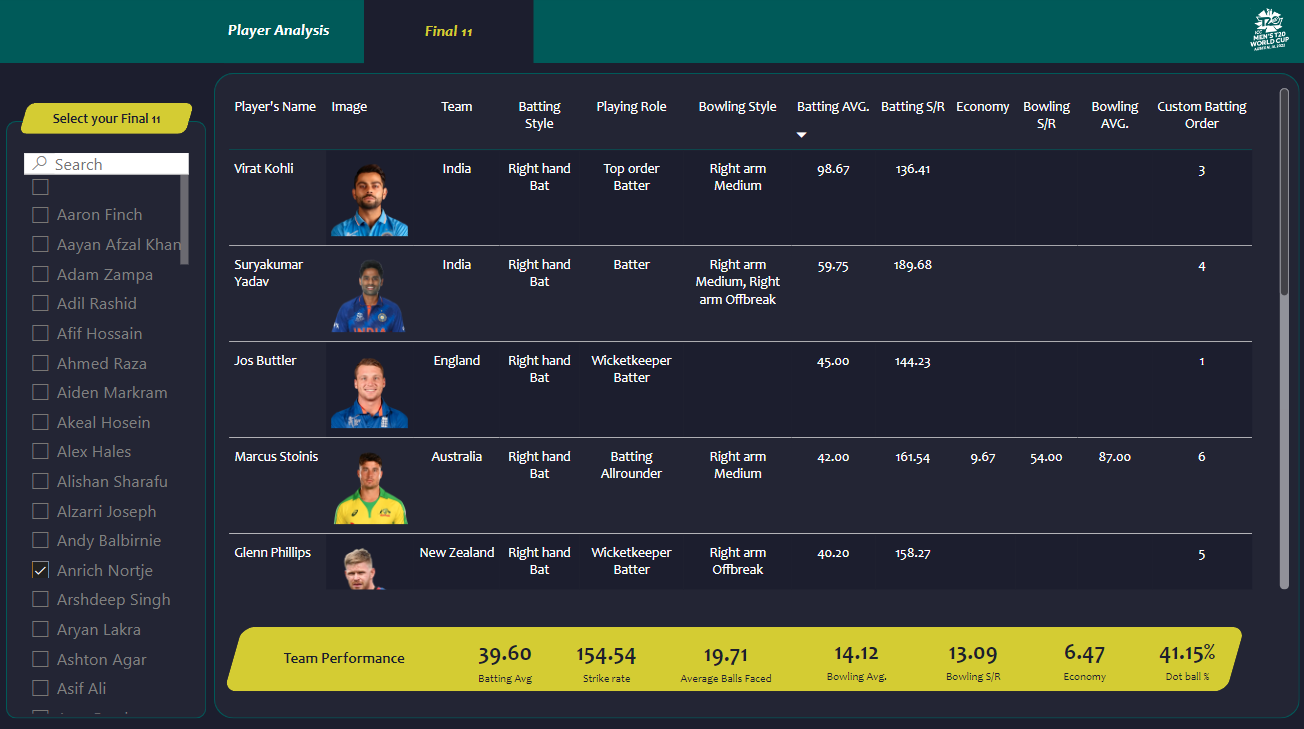 Player Analysis
Final 11
ICC
MEN'S T20
WORLD CUP
AUSTRALIA 2022
Select your Final 11
Search
Aaron Finch
Aayan Afzal Khan
Adam Zampa
Adil Rashid
Afif Hossain
Ahmed Raza
Aiden Markram
Akeal Hosein
Alex Hales
Alishan Sharafu
Alzarri Joseph
Andy Balbirnie
Anrich Nortje
Arshdeep Singh
Aryan Lakra
Ashton Agar
Asif Ali
Player's Name Image Team Batting Playing Role Bowling Style Batting AVG. Batting S/R Economy Bowling Bowling Custom Batting
Style S/R AVG. Order
Virat Kohli India Right hand Top order Right arm 98.67 136.41 3
Bat Batter Medium
Suryakumar India Right hand Batter Right arm 59.75 189.68 4
Yadav Bat Medium, Right
arm Offbreak
INDIA
Jos Buttler England Right hand Wicketkeeper 45.00 144.23 1
Bat Batter
Marcus Stoinis Australia Right hand Batting Right arm 42.00 161.54 9.67 54.00 87.00 6
Bat Allrounder Medium
Glenn Phillips New Zealand Right hand Wicketkeeper Right arm 40.20 158.27 5
Bat Batter Offbreak
Team Performance 39.60 154.54 19.71 14.12 13.09 6.47 41.15%
Batting Avg Strike rate Average Balls Faced Bowling Avg. Bowling S/R Economy Dot ball %